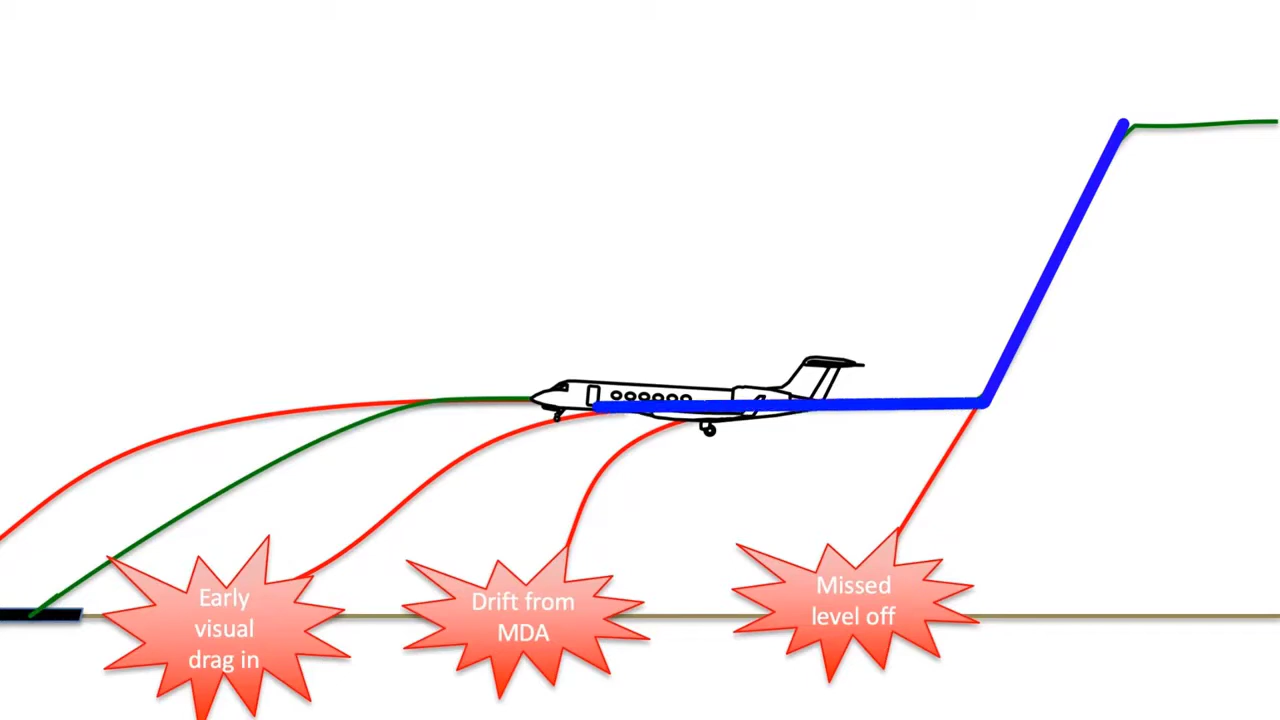 Early
visual
drag in
Drift from
MDA
Missed
level off